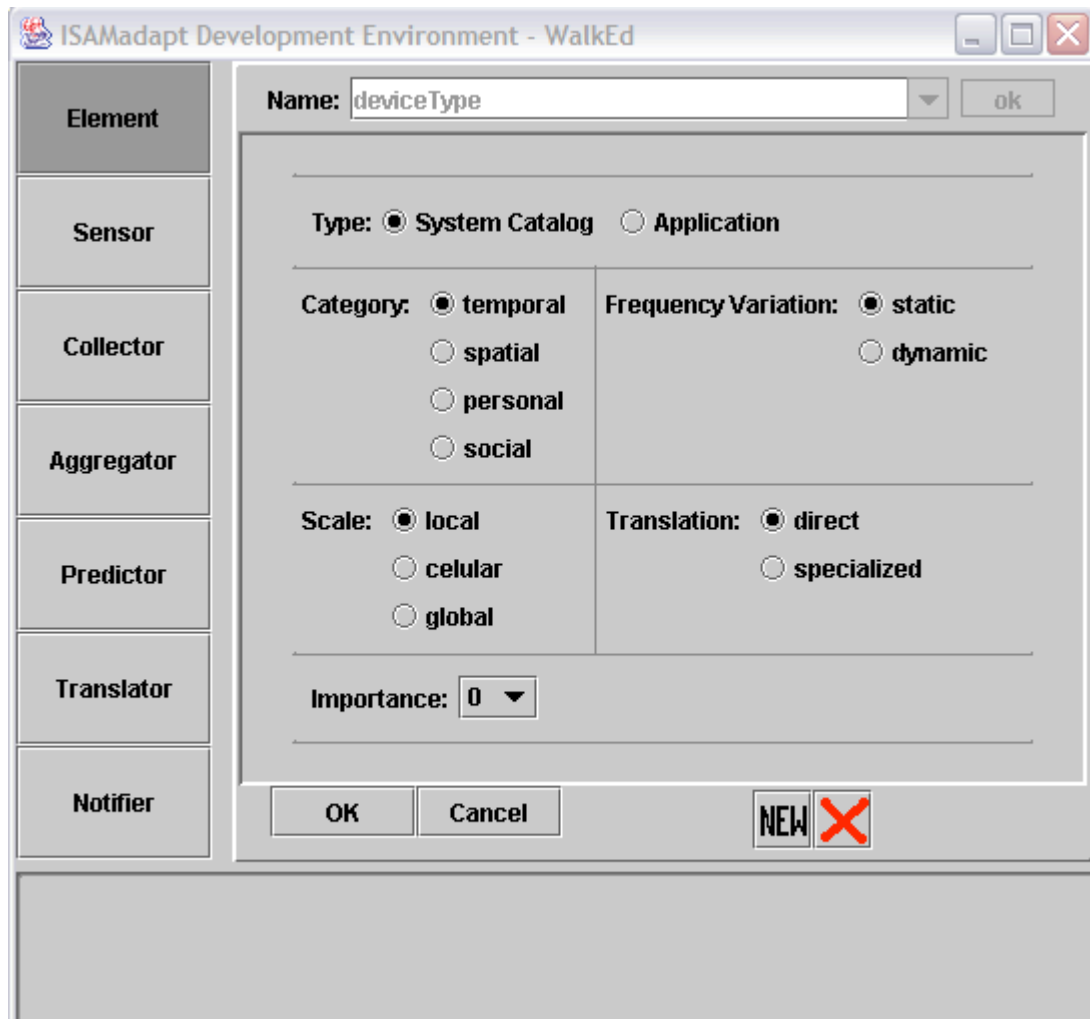 ISAMadapt Development Environment - WalkEd
Element
Sensor
Collector
Aggregator
Predictor
Translator
Notifier
Name: deviceType ok
Type: System Catalog Application
Category: temporal
spatial
personal
social
Frequency Variation: static
dynamic
Scale: local
celular
global
Translation: direct
specialized
Importance: 0
OK Cancel NEW